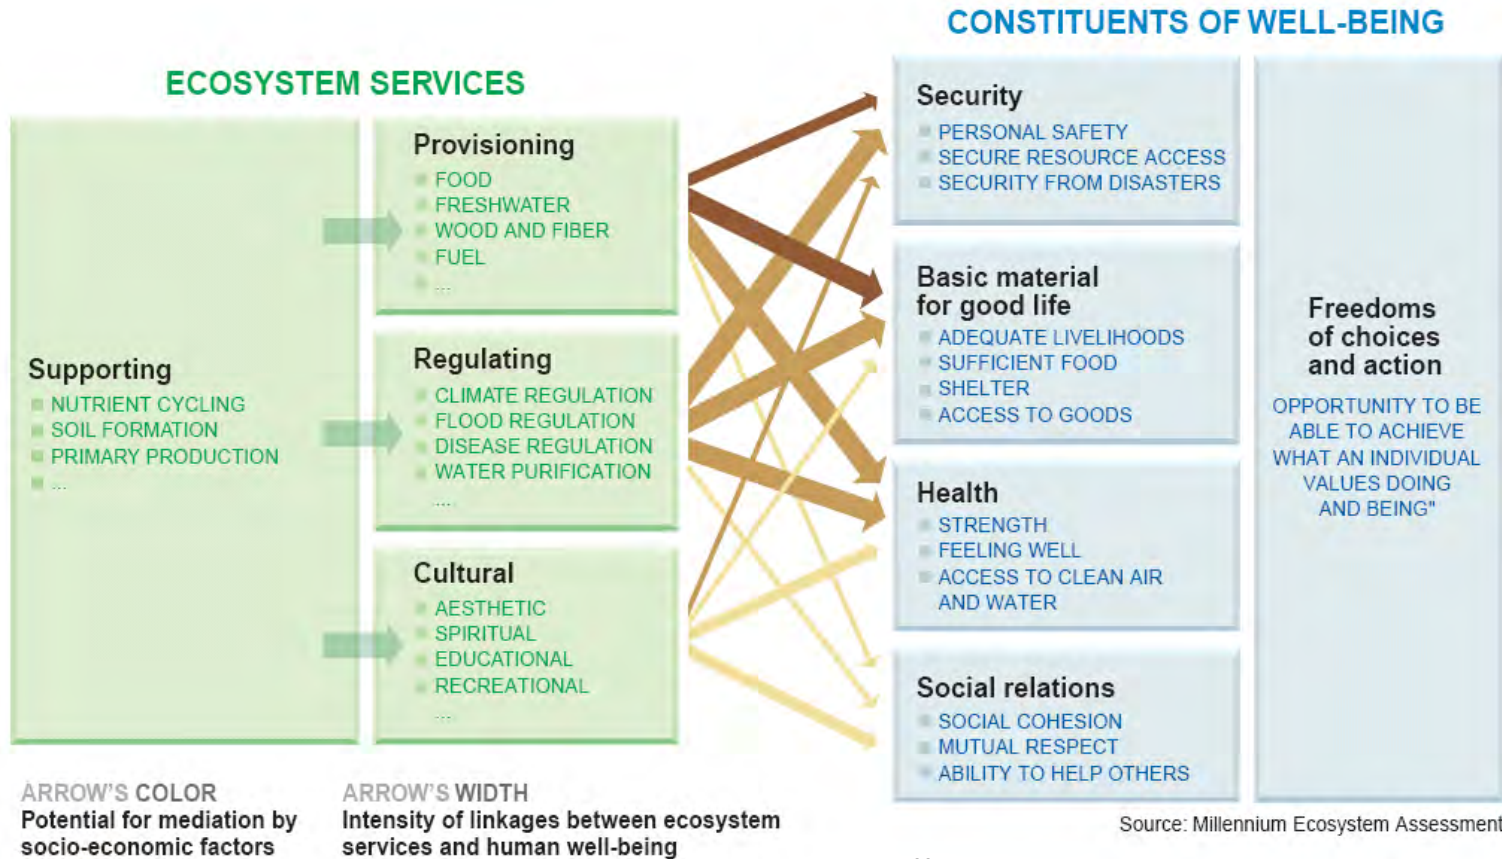 CONSTITUENTS OF WELL-BEING
ECOSYSTEM SERVICES
Supporting
NUTRIENT CYCLING
SOIL FORMATION
PRIMARY PRODUCTION
...
Provisioning
FOOD
FRESHWATER
WOOD AND FIBER
FUEL
...
Regulating
CLIMATE REGULATION
FLOOD REGULATION
DISEASE REGULATION
WATER PURIFICATION
....
Cultural
AESTHETIC
SPIRITUAL
EDUCATIONAL
RECREATIONAL
...
Security
PERSONAL SAFETY
SECURE RESOURCE ACCESS
SECURITY FROM DISASTERS
Basic material
for good life
ADEQUATE LIVELIHOODS
SUFFICIENT FOOD
SHELTER
ACCESS TO GOODS
Health
STRENGTH
FEELING WELL
ACCESS TO CLEAN AIR
AND WATER
Social relations
SOCIAL COHESION
MUTUAL RESPECT
ABILITY TO HELP OTHERS
Freedoms
of choices
and action
OPPORTUNITY TO BE
ABLE TO ACHIEVE
WHAT AN INDIVIDUAL
VALUES DOING
AND BEING"
ARROW'S COLOR
Potential for mediation by
socio-economic factors
ARROW'S WIDTH
Intensity of linkages between ecosystem
services and human well-being
Source: Millennium Ecosystem Assessment